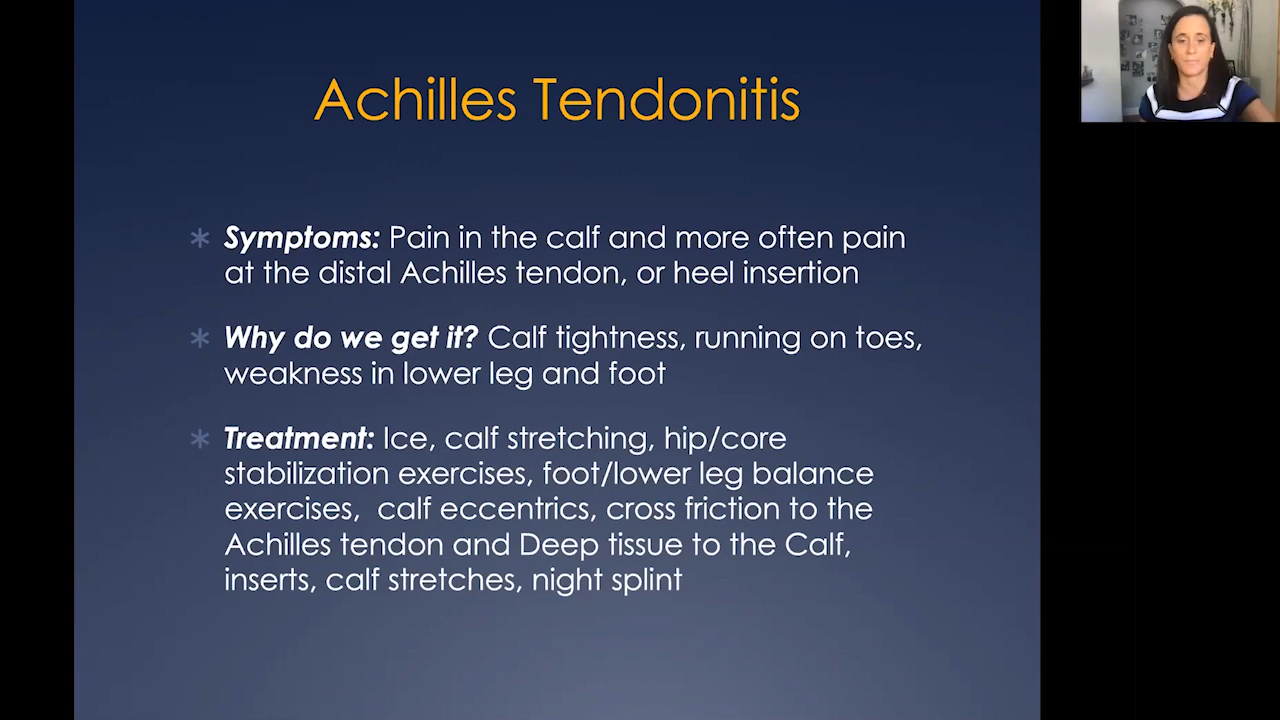 Achilles Tendonitis
* Symptoms: Pain in the calf and more often pain
at the distal Achilles tendon, or heel insertion
* Why do we get it? Calf tightness, running on toes,
weakness in lower leg and foot
* Treatment: Ice, calf stretching, hip/core
stabilization exercises, foot/lower leg balance
exercises,  calf eccentrics, cross friction to the
Achilles tendon and Deep tissue to the Calf,
inserts, calf stretches, night splint